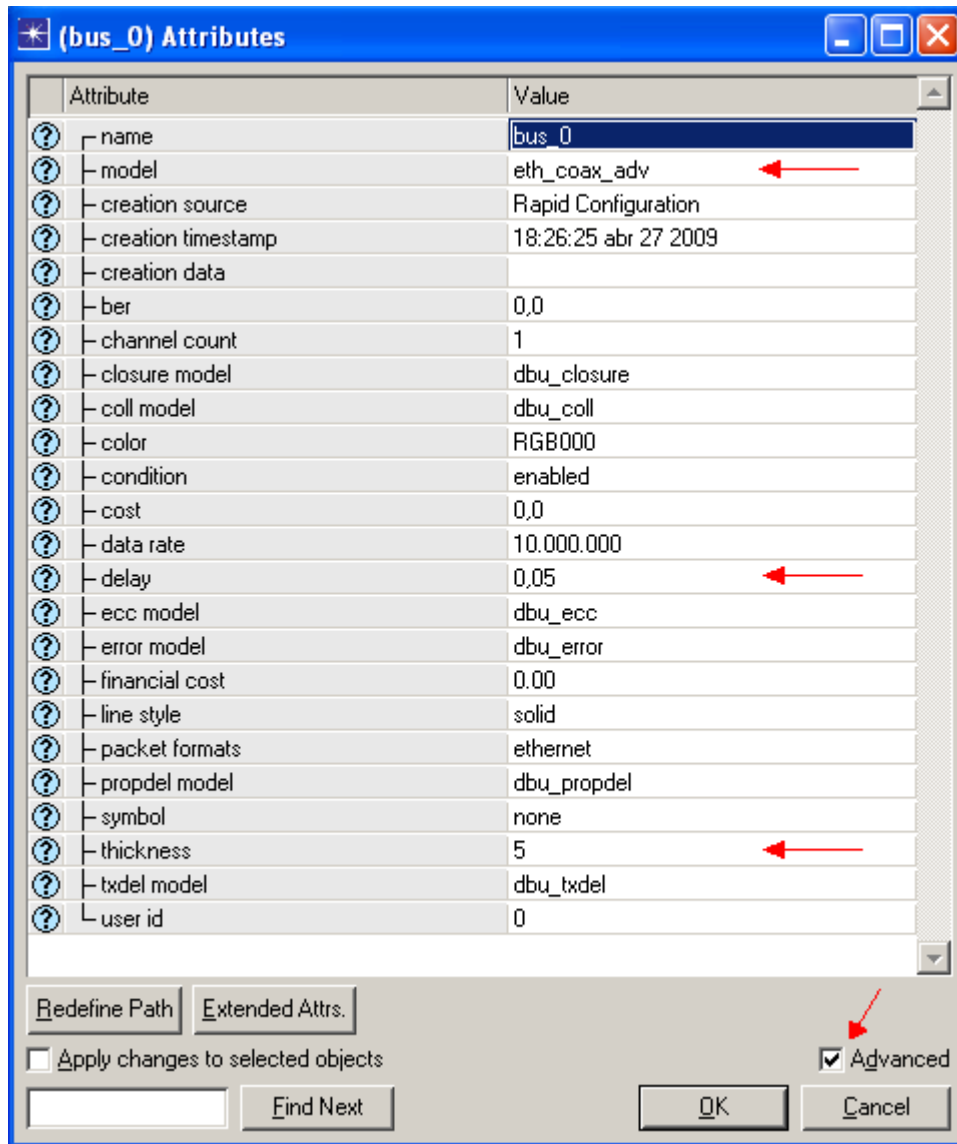 (bus_0) Attributes
Attribute Value
name bus_0
model eth_coax_adv
creation source Rapid Configuration
creation timestamp 18:26:25 abr 27 2009
creation data
ber 0,0
channel count 1
closure model dbu_closure
coll model dbu_coll
color RGB000
condition enabled
cost 0,0
data rate 10.000.000
delay 0,05
ecc model dbu_ecc
error model dbu_error
financial cost 0.00
line style solid
packet formats ethernet
propdel model dbu_propdel
symbol none
thickness 5
txdel model dbu_txdel
user id 0
Redefine Path Extended Attrs.
Apply changes to selected objects Advanced
Find Next OK Cancel